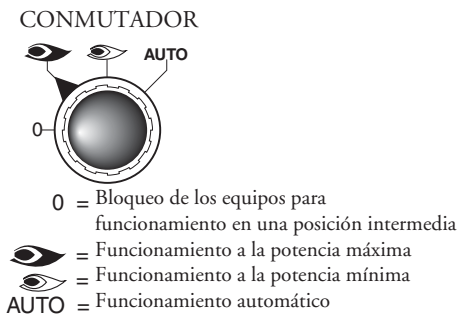 CONMUTADOR
AUTO
0
0 = Bloqueo de los equipos para
funcionamiento en una posición intermedia
= Funcionamiento a la potencia máxima
= Funcionamiento a la potencia mínima
AUTO = Funcionamiento automático